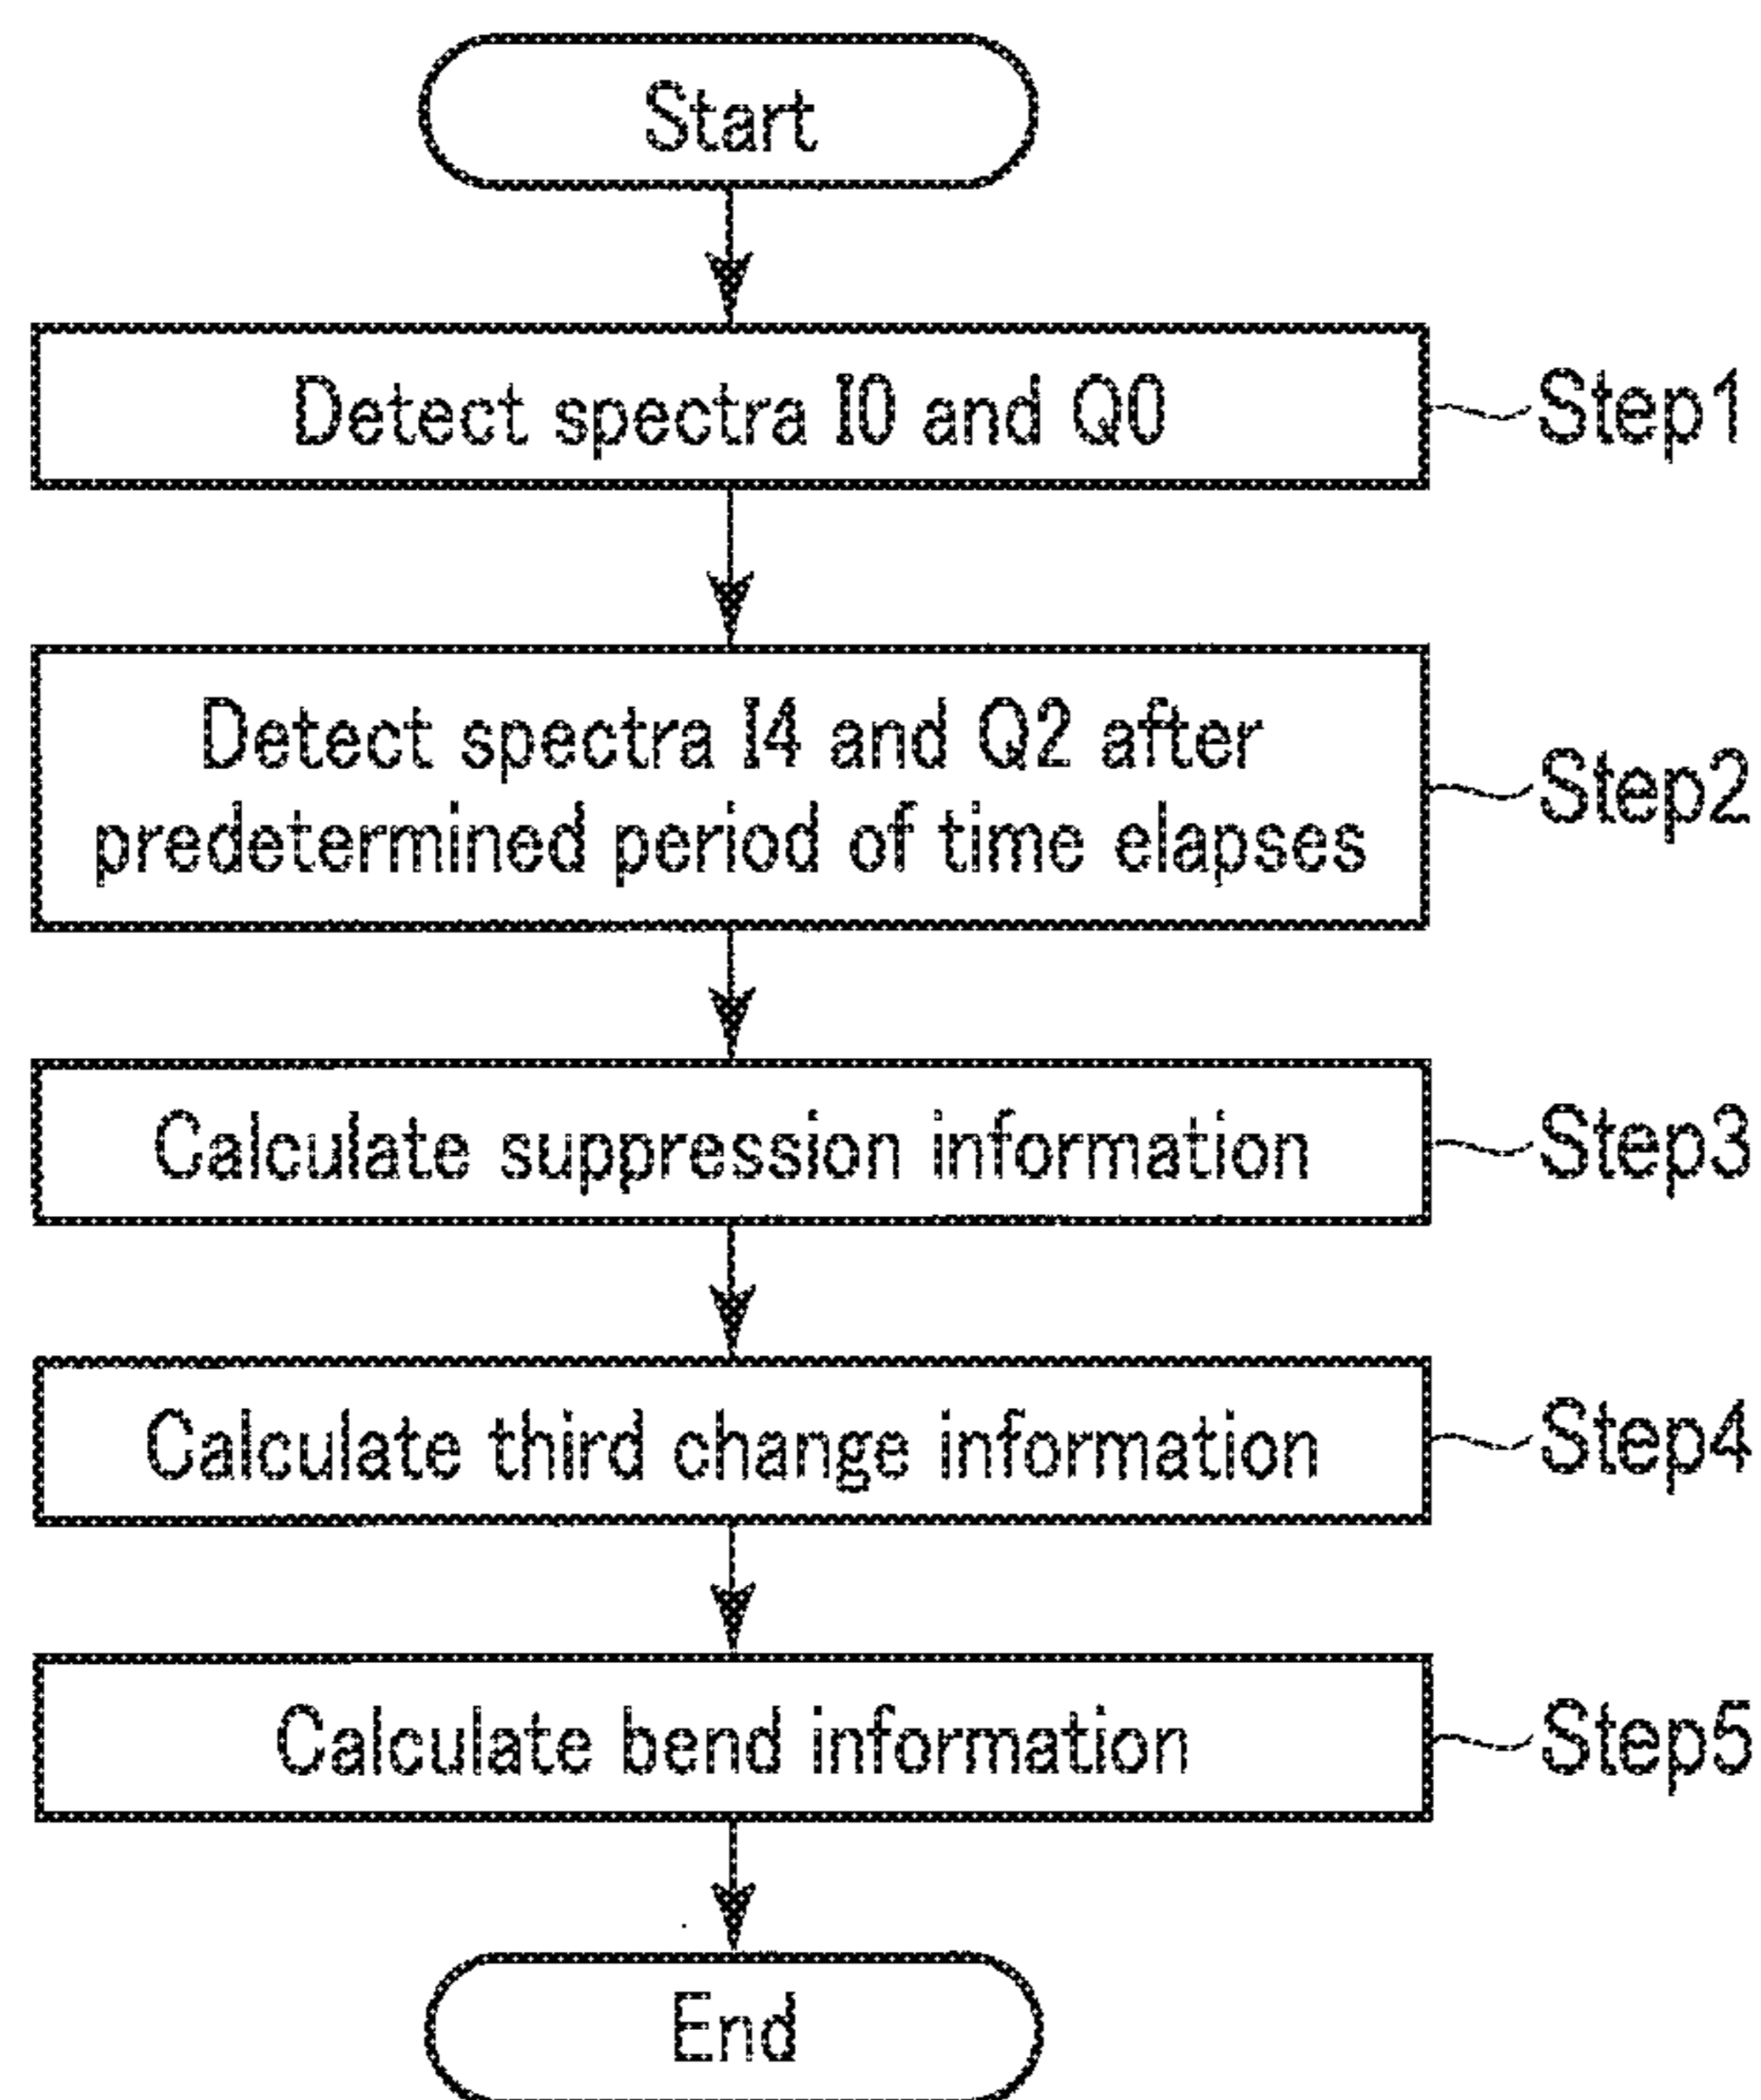 Start
Detect spectra I0 and Q0
Step1
Detect spectra I4 and Q2 after
predetermined period of time elapses
Step2
Calculate suppression information
Step3
Calculate third change information
Step4
Calculate bend information
Step5
End